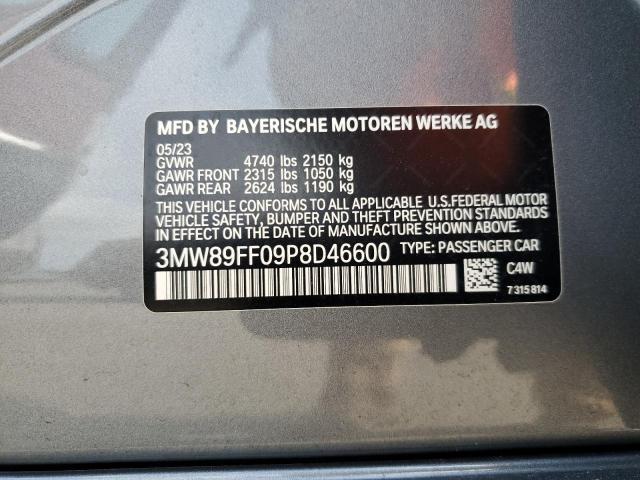 MFD BY BAYERISCHE MOTOREN WERKE AG
05/23
GVWR 4740 lbs 2150 kg
GAWR FRONT 2315 lbs 1050 kg
GAWR REAR 2624 lbs 1190 kg
THIS VEHICLE CONFORMS TO ALL APPLICABLE U.S.FEDERAL MOTOR
VEHICLE SAFETY, BUMPER AND THEFT PREVENTION STANDARDS
IN EFFECT ON THE DATE OF MANUFACTURE SHOWN ABOVE.
3MW89FF09P8D46600 TYPE: PASSENGER CAR
C4W
7 315 814